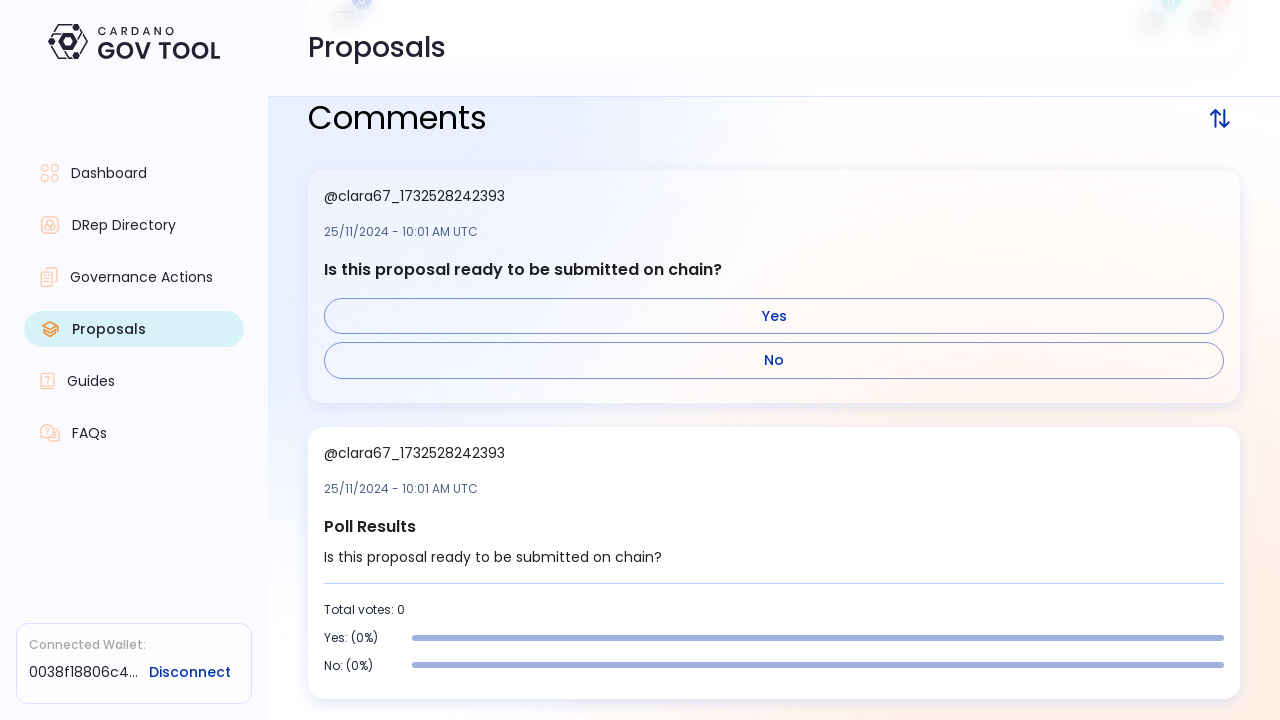 CARDANO
GOV TOOL
Proposals
Comments
Dashboard
DRep Directory
Governance Actions
Proposals
Guides
FAQs
Connected Wallet:
0038f18806c4...
Disconnect
@clara67_1732528242393
25/11/2024 - 10:01 AM UTC
Is this proposal ready to be submitted on chain?
Yes
No
@clara67_1732528242393
25/11/2024 - 10:01 AM UTC
Poll Results
Is this proposal ready to be submitted on chain?
Total votes: 0
Yes: (0%)
No: (0%)